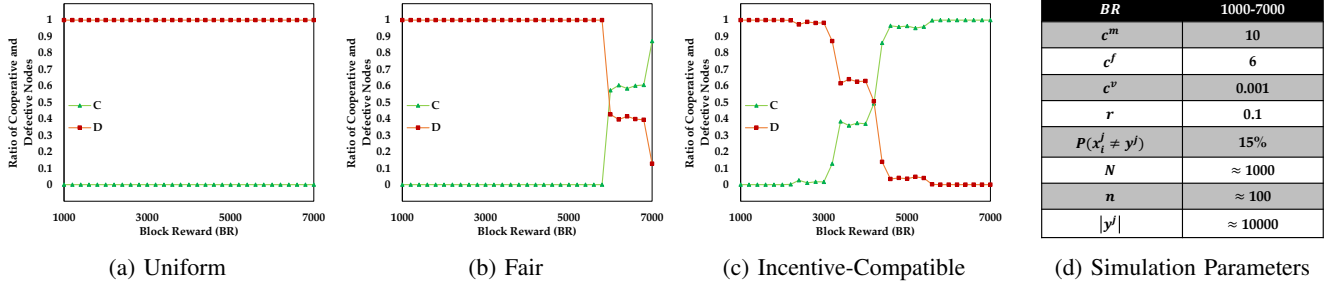 Ratio of Cooperative and
Defective Nodes
1
0.9
0.8
0.7
0.6
0.5
0.4
0.3
0.2
0.1
0
C
D
1000 3000 5000 7000
Block Reward (BR)
(a) Uniform
Ratio of Cooperative and
Defective Nodes
1
0.9
0.8
0.7
0.6
0.5
0.4
0.3
0.2
0.1
0
C
D
1000 3000 5000 7000
Block Reward (BR)
(b) Fair
Ratio of Cooperative and
Defective Nodes
1
0.9
0.8
0.7
0.6
0.5
0.4
0.3
0.2
0.1
0
C
D
1000 3000 5000 7000
Block Reward (BR)
(c) Incentive-Compatible
BR 1000-7000
c^m 10
c^f 6
c^v 0.001
r 0.1
P(x_i^j ≠ y^j) 15%
N ≈ 1000
n ≈ 100
|y^j| ≈ 10000
(d) Simulation Parameters